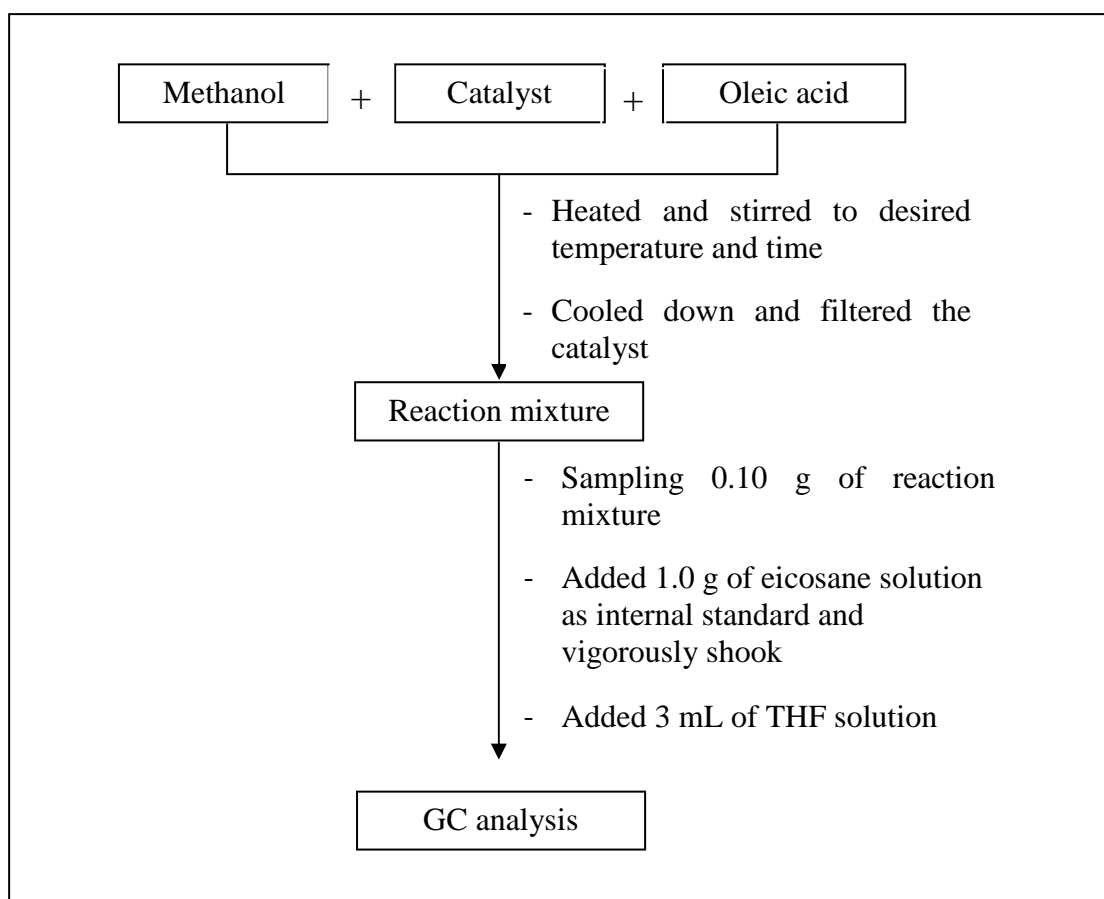 Methanol + Catalyst + Oleic acid
- Heated and stirred to desired
temperature and time
- Cooled down and filtered the
catalyst
Reaction mixture
- Sampling 0.10 g of reaction
mixture
- Added 1.0 g of eicosane solution
as internal standard and
vigorously shook
- Added 3 mL of THF solution
GC analysis